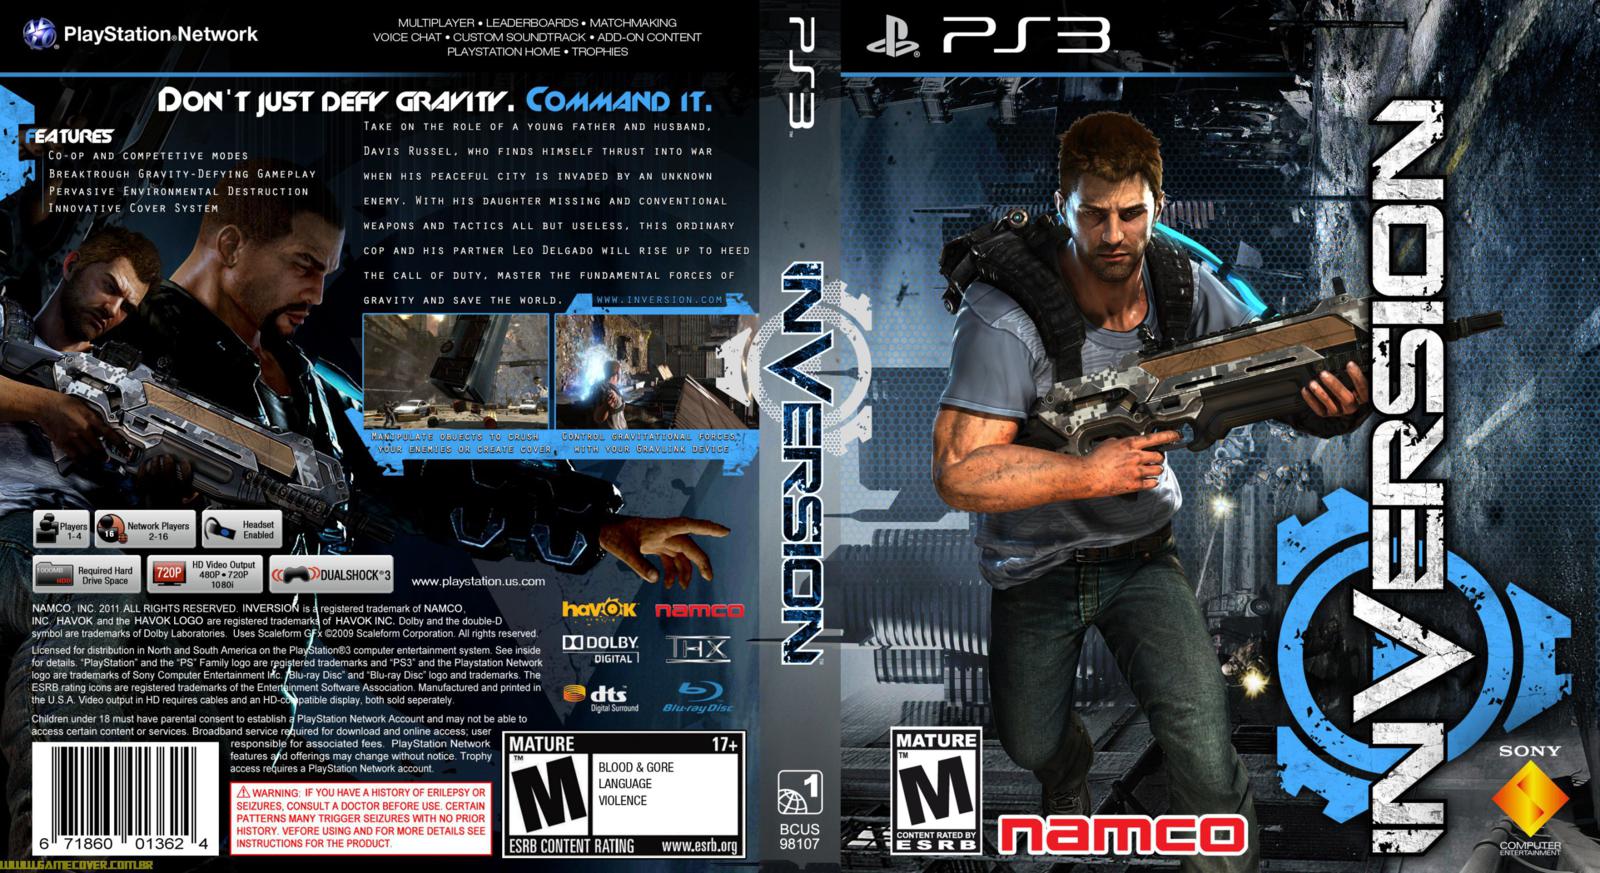 PlayStation®Network
MULTIPLAYER • LEADERBOARDS • MATCHMAKING
VOICE CHAT • CUSTOM SOUNDTRACK • ADD-ON CONTENT
PLAYSTATION HOME • TROPHIES
DON'T JUST DEFY GRAVITY. COMMAND IT.
FEATURES
CO-OP AND COMPETETIVE MODES
BREAKTROUGH GRAVITY-DEFYING GAMEPLAY
PERVASIVE ENVIRONMENTAL DESTRUCTION
INNOVATIVE COVER SYSTEM
TAKE ON THE ROLE OF A YOUNG FATHER AND HUSBAND,
DAVIS RUSSEL, WHO FINDS HIMSELF THRUST INTO WAR
WHEN HIS PEACEFUL CITY IS INVADED BY AN UNKNOWN
ENEMY. WITH HIS DAUGHTER MISSING AND CONVENTIONAL
WEAPONS AND TACTICS ALL BUT USELESS, THIS ORDINARY
COP AND HIS PARTNER LEO DELGADO WILL RISE UP TO HEED
THE CALL OF DUTY, MASTER THE FUNDAMENTAL FORCES OF
GRAVITY AND SAVE THE WORLD.
WWW.INVERSION.COM
MANIPULATE OBJECTS TO CRUSH
YOUR ENEMIES OR CREATE COVER
CONTROL GRAVITATIONAL FORCES
WITH YOUR GRAVLINK DEVICE
Players
1-4
16
Network Players
2-16
Headset
Enabled
1000MB
HDD
Required Hard
Drive Space
720P
HD Video Output
480P • 720P
1080i
DUALSHOCK®3
www.playstation.us.com
NAMCO, INC. 2011. ALL RIGHTS RESERVED. INVERSION is a registered trademark of NAMCO,
INC. HAVOK and the HAVOK LOGO are registered trademarks of HAVOK INC. Dolby and the double-D
symbol are trademarks of Dolby Laboratories. Uses Scaleform GFx ©2009 Scaleform Corporation. All rights reserved.
Licensed for distribution in North and South America on the PlayStation®3 computer entertainment system. See inside
for details. "PlayStation" and the "PS" Family logo are registered trademarks and "PS3" and the Playstation Network
logo are trademarks of Sony Computer Entertainment Inc. "Blu-ray Disc" and "Blu-ray Disc" logo and trademarks. The
ESRB rating icons are registered trademarks of the Entertainment Software Association. Manufactured and printed in
the U.S.A. Video output in HD requires cables and an HD-compatible display, both sold seperately.
Children under 18 must have parental consent to establish a PlayStation Network Account and may not be able to
access certain content or services. Broadband service required for download and online access; user
responsible for associated fees. PlayStation Network
features and offerings may change without notice. Trophy
access requires a PlayStation Network account.
WARNING: IF YOU HAVE A HISTORY OF ERILEPSY OR
SEIZURES, CONSULT A DOCTOR BEFORE USE. CERTAIN
PATTERNS MANY TRIGGER SEIZURES WITH NO PRIOR
HISTORY. VEFORE USING AND FOR MORE DETAILS SEE
INSTRUCTIONS FOR THE PRODUCT.
6 71860 01362 4
WWW.GAMECOVER.COM.BR
havok
namco
DOLBY
DIGITAL
THX
dts
Digital Surround
Blu-ray Disc
MATURE 17+
M
™
BLOOD & GORE
LANGUAGE
VIOLENCE
ESRB CONTENT RATING www.esrb.org
PS3™
INVERSION™
1
BCUS
98107
PS3™
INVERSION
MATURE
™
M
CONTENT RATED BY
ESRB
namco
SONY
COMPUTER
ENTERTAINMENT